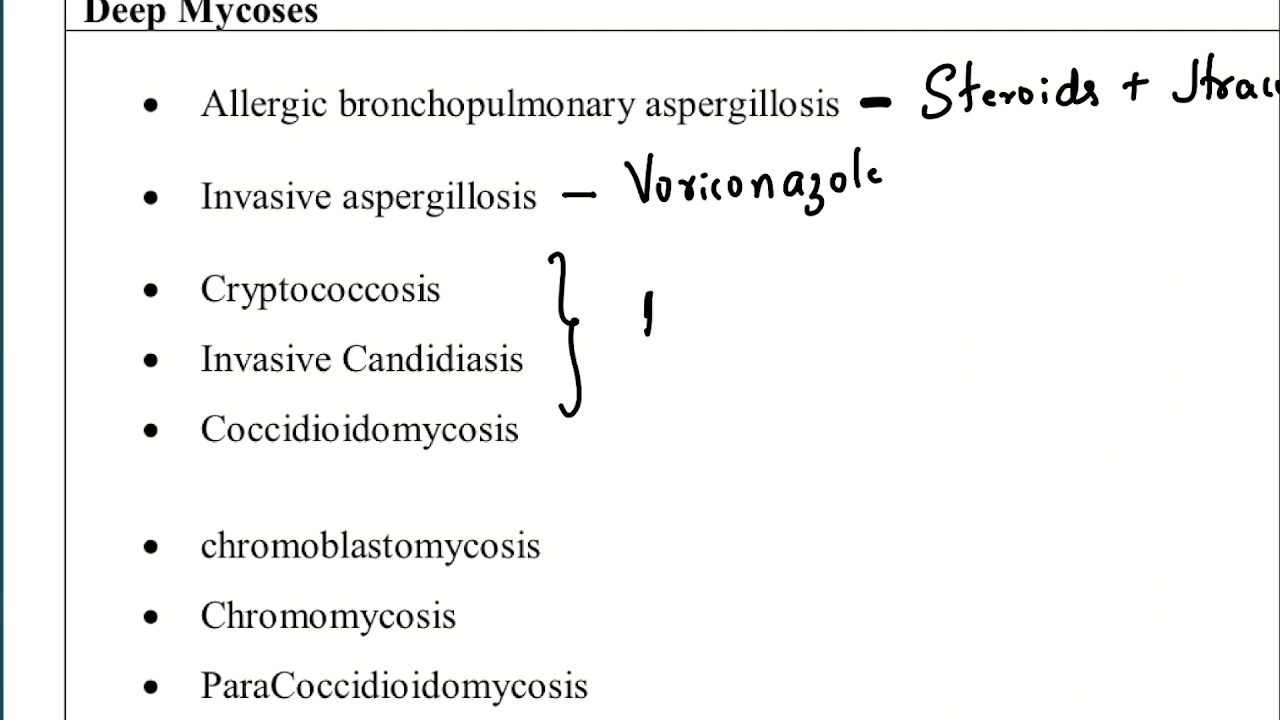 Deep Mycoses
• Allergic bronchopulmonary aspergillosis – Steroids + Itrac
• Invasive aspergillosis – Voriconazole
• Cryptococcosis
• Invasive Candidiasis
• Coccidioidomycosis
• chromoblastomycosis
• Chromomycosis
• ParaCoccidioidomycosis